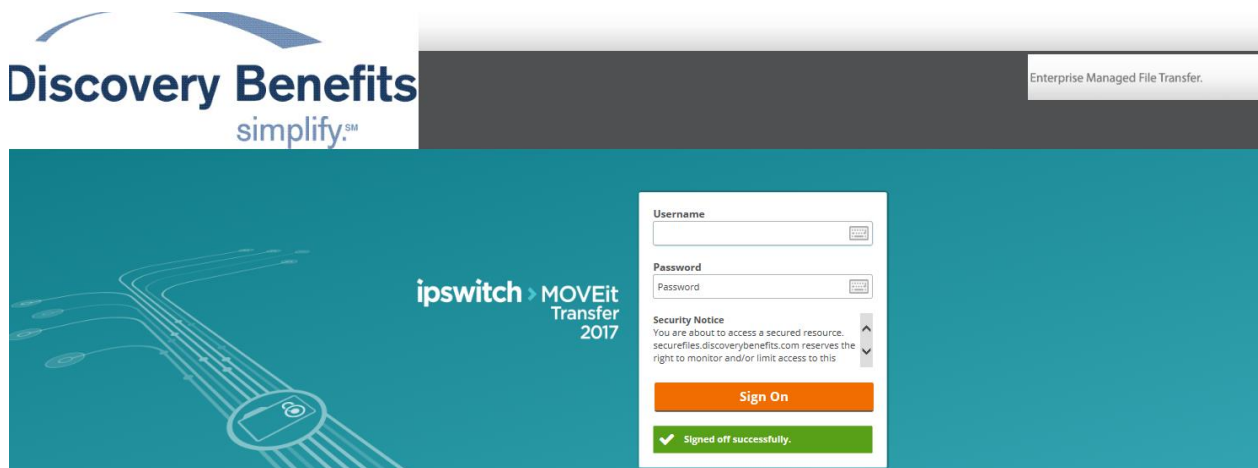 Discovery Benefits
simplify.℠
Enterprise Managed File Transfer.
ipswitch > MOVEit
Transfer
2017
Username
Password
Password
Security Notice
You are about to access a secured resource.
securefiles.discoverybenefits.com reserves the
right to monitor and/or limit access to this
Sign On
Signed off successfully.